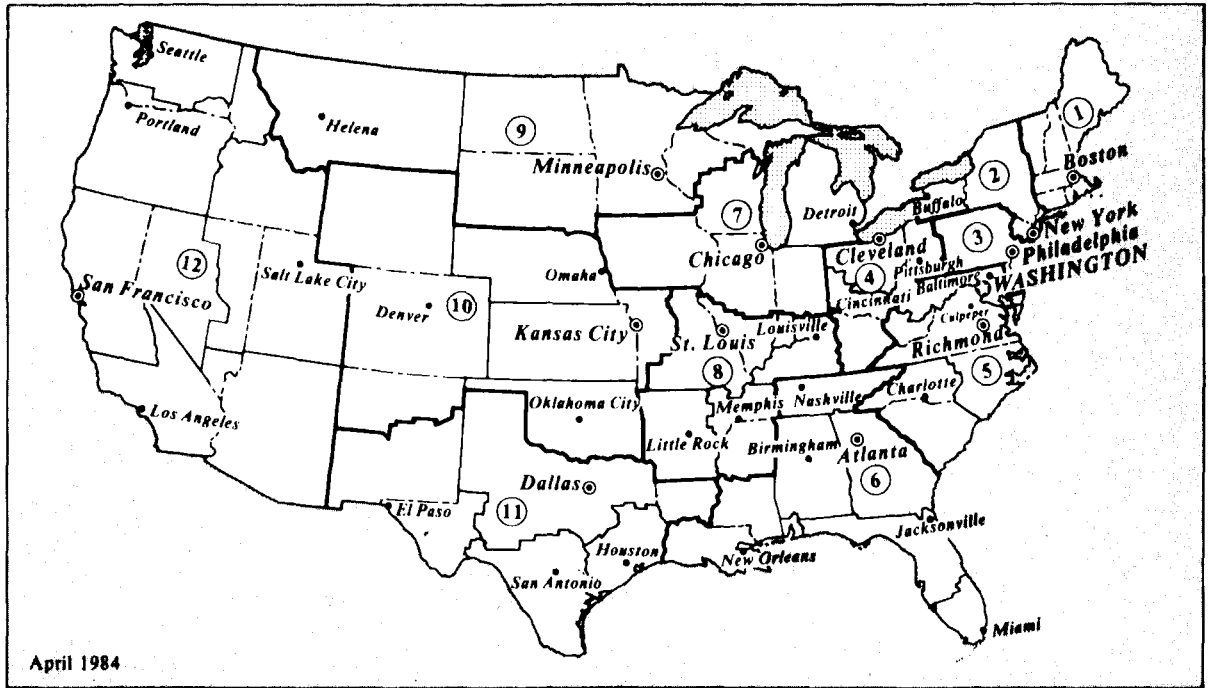 Seattle
Portland
Helena
9
Minneapolis
1
Boston
2
Buffalo
7
Detroit
New York
3
Philadelphia
Cleveland
Chicago
4
Pittsburgh
Baltimore
WASHINGTON
Cincinnati
12
Salt Lake City
San Francisco
Omaha
10
Denver
Kansas City
St. Louis
Louisville
Culpeper
Richmond
8
5
Charlotte
Los Angeles
Oklahoma City
Memphis
Nashville
Little Rock
Birmingham
Atlanta
6
Dallas
El Paso
11
Jacksonville
Houston
New Orleans
San Antonio
Miami
April 1984